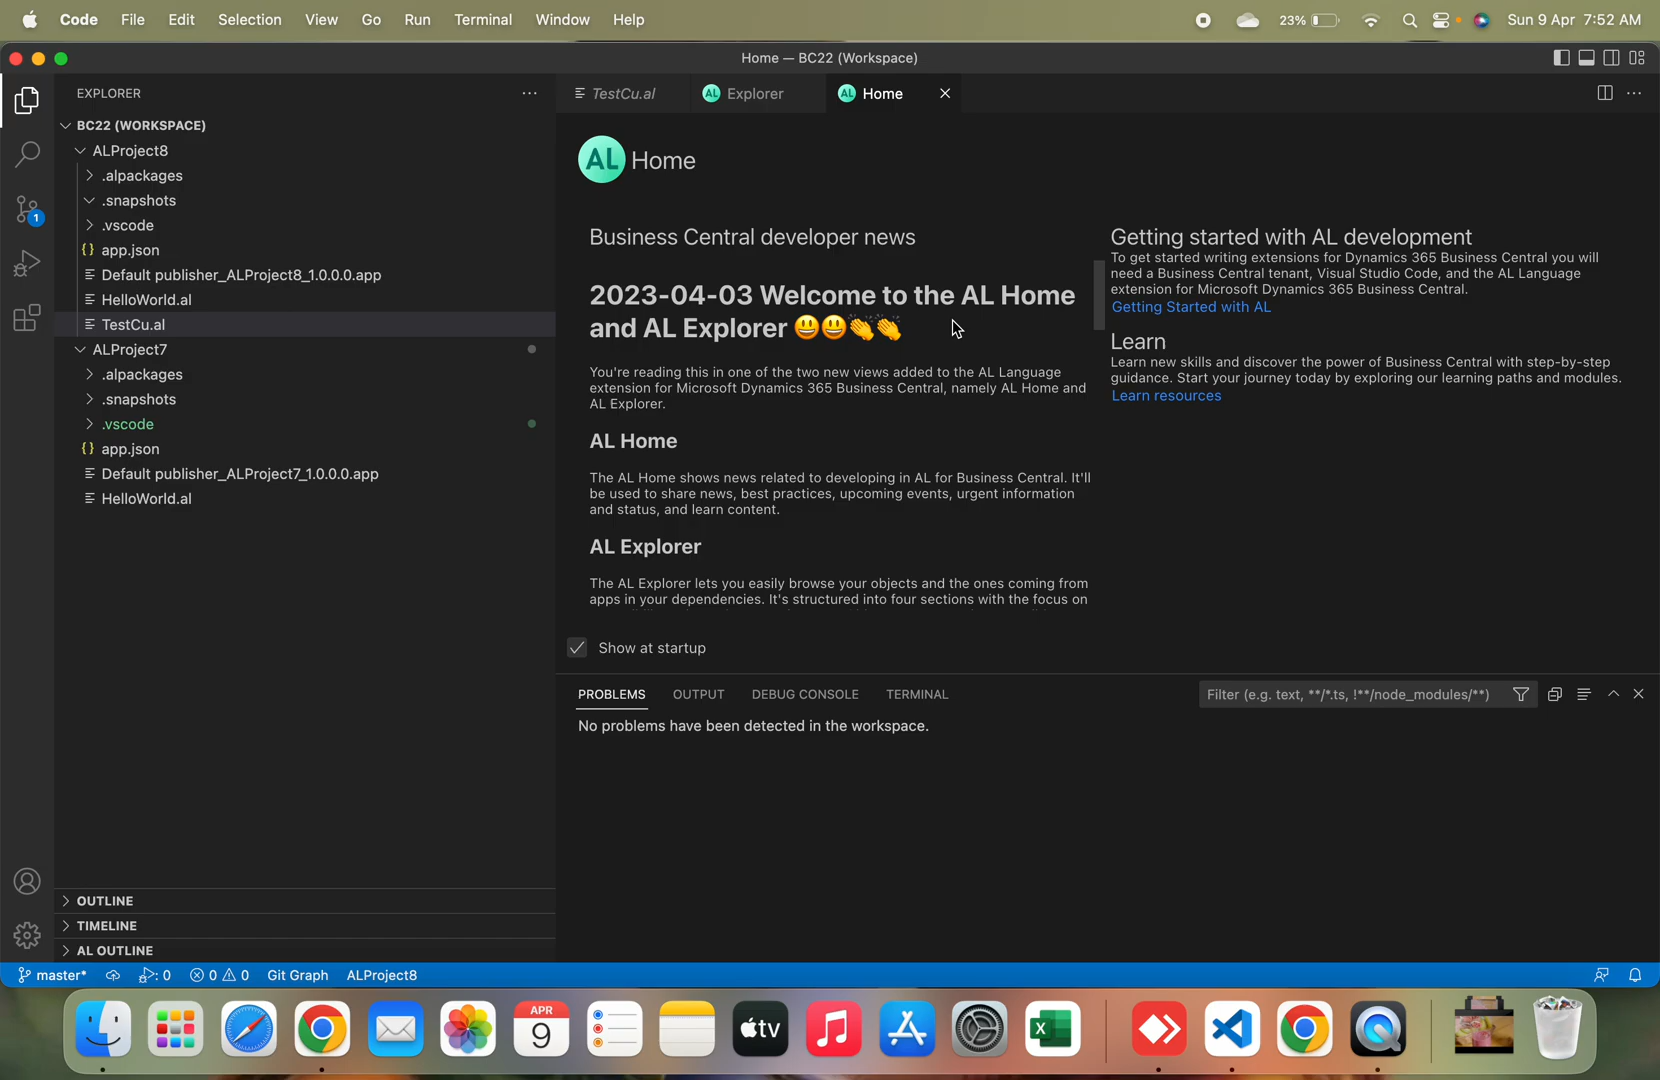 Code File Edit Selection View Go Run Terminal Window Help 23% Sun 9 Apr 7:52 AM
Home — BC22 (Workspace)
EXPLORER ···
TestCu.al AL Explorer AL Home
BC22 (WORKSPACE)
ALProject8
.alpackages
.snapshots
.vscode
{} app.json
Default publisher_ALProject8_1.0.0.0.app
HelloWorld.al
TestCu.al
ALProject7
.alpackages
.snapshots
.vscode
{} app.json
Default publisher_ALProject7_1.0.0.0.app
HelloWorld.al
1
OUTLINE
TIMELINE
AL OUTLINE
AL Home
Business Central developer news
2023-04-03 Welcome to the AL Home
and AL Explorer 😃😃👏👏
You're reading this in one of the two new views added to the AL Language
extension for Microsoft Dynamics 365 Business Central, namely AL Home and
AL Explorer.
AL Home
The AL Home shows news related to developing in AL for Business Central. It'll
be used to share news, best practices, upcoming events, urgent information
and status, and learn content.
AL Explorer
The AL Explorer lets you easily browse your objects and the ones coming from
apps in your dependencies. It's structured into four sections with the focus on
Getting started with AL development
To get started writing extensions for Dynamics 365 Business Central you will
need a Business Central tenant, Visual Studio Code, and the AL Language
extension for Microsoft Dynamics 365 Business Central.
Getting Started with AL
Learn
Learn new skills and discover the power of Business Central with step-by-step
guidance. Start your journey today by exploring our learning paths and modules.
Learn resources
Show at startup
PROBLEMS OUTPUT DEBUG CONSOLE TERMINAL Filter (e.g. text, **/*.ts, !**/node_modules/**)
No problems have been detected in the workspace.
master* 0 0 0 Git Graph ALProject8
APR
9
tv
X